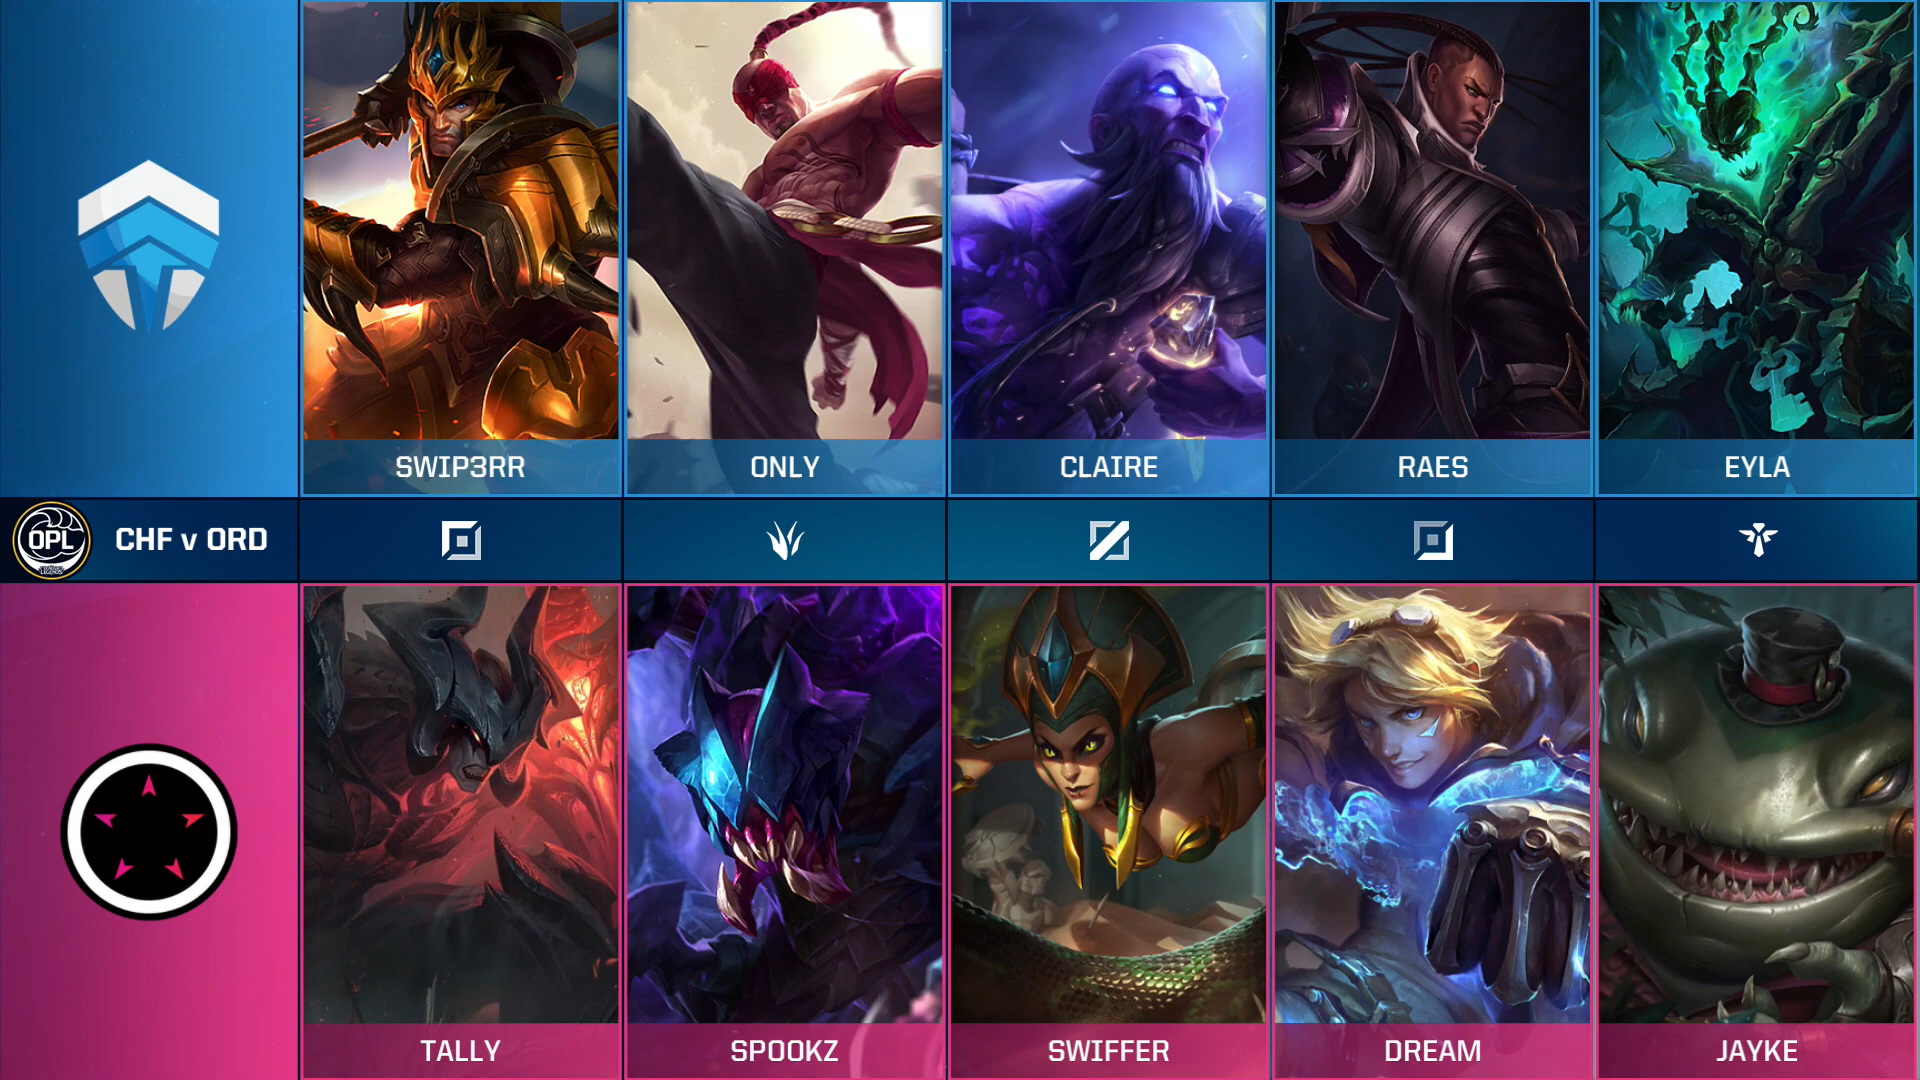 SWIP3RR
ONLY
CLAIRE
RAES
EYLA
OPL
CHF v ORD
TALLY
SPOOKZ
SWIFFER
DREAM
JAYKE